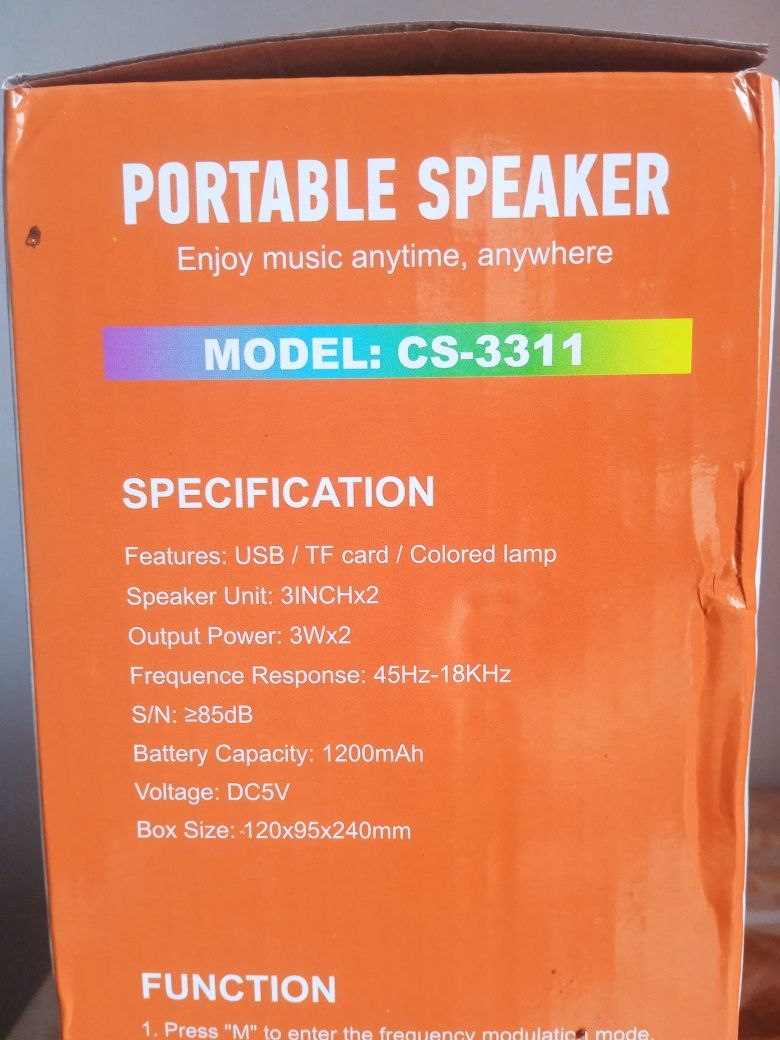 PORTABLE SPEAKER
Enjoy music anytime, anywhere
MODEL: CS-3311
SPECIFICATION
Features: USB / TF card / Colored lamp
Speaker Unit: 3INCHx2
Output Power: 3Wx2
Frequence Response: 45Hz-18KHz
S/N: ≥85dB
Battery Capacity: 1200mAh
Voltage: DC5V
Box Size: 120x95x240mm
FUNCTION
1. Press "M" to enter the frequency modulation mode.